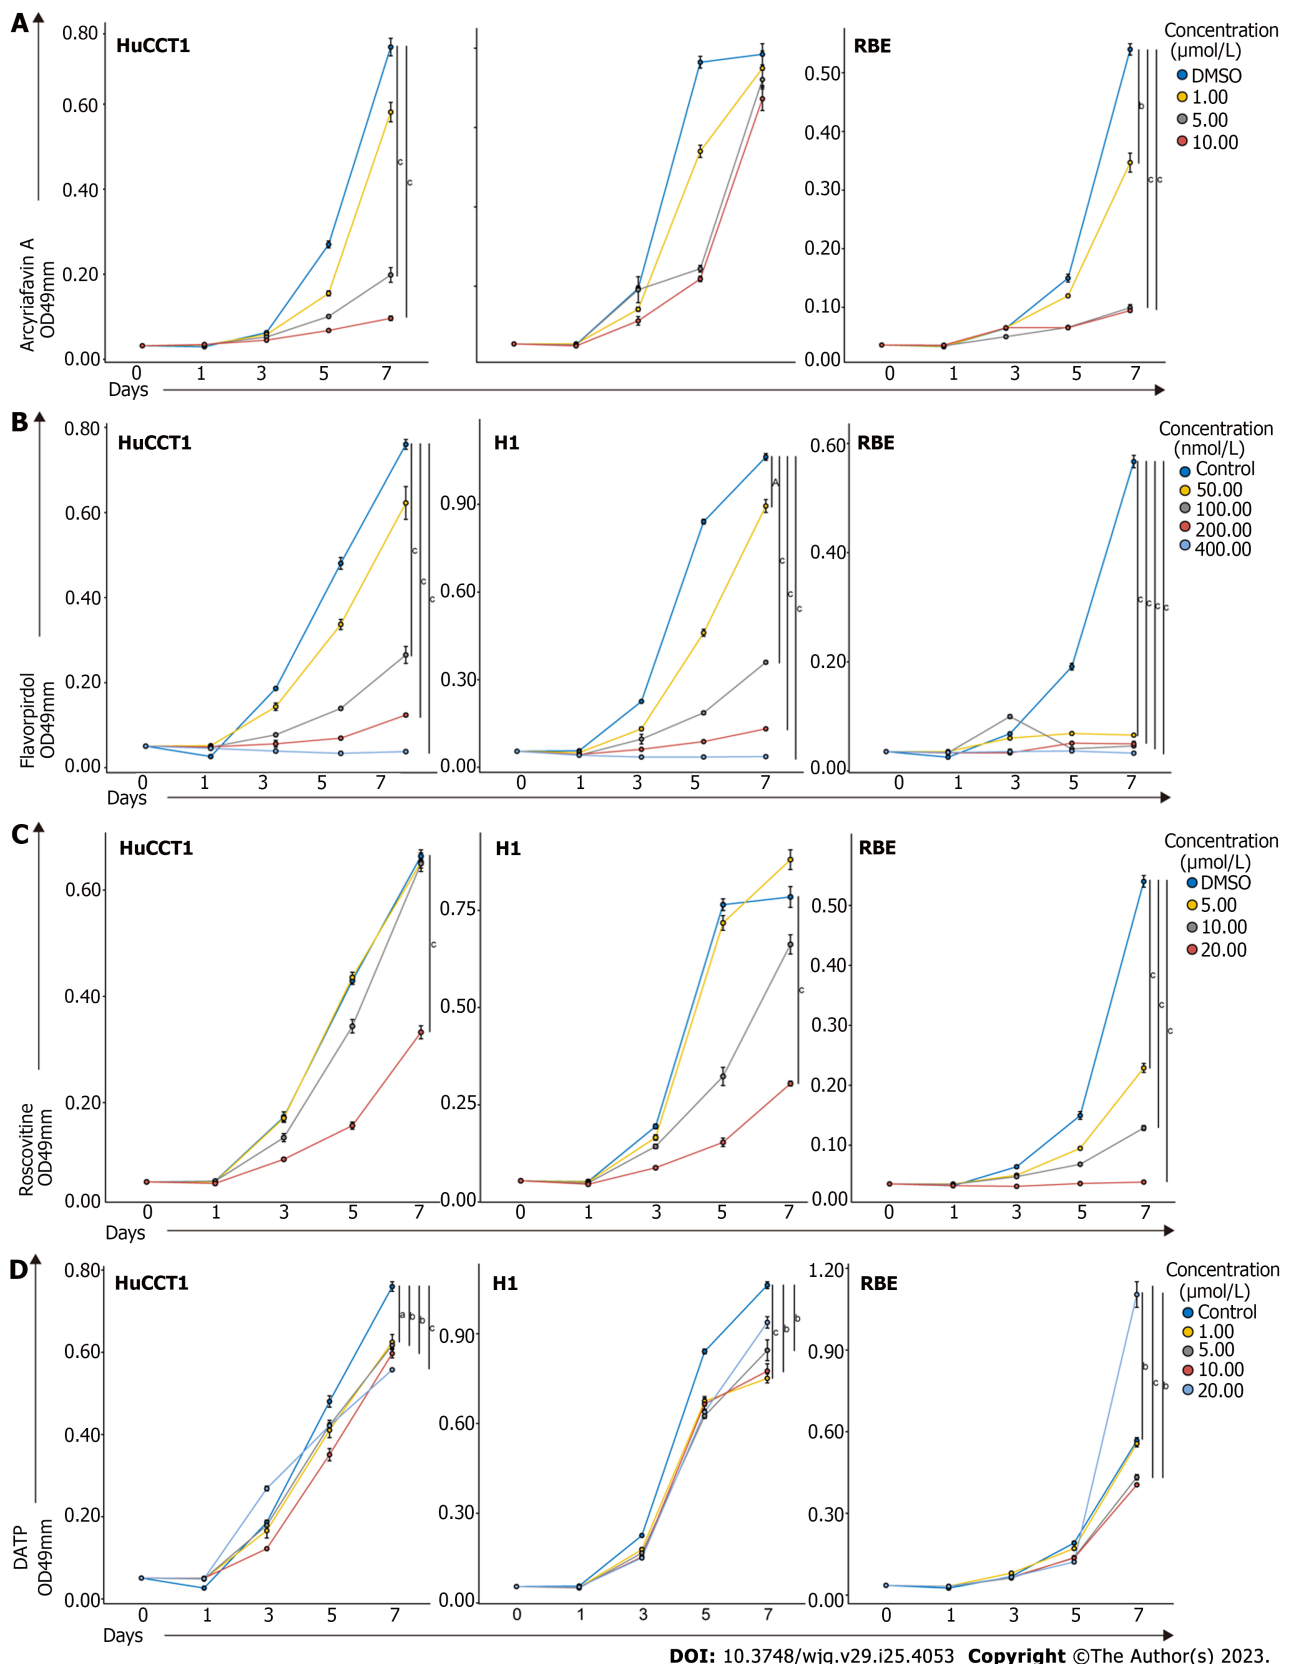 A
HuCCT1
RBE
Concentration
(µmol/L)
DMSO
1.00
5.00
10.00
0.80
0.60
0.40
0.20
0.00
0.50
0.40
0.30
0.20
0.10
0.00
c
c
b
c c
Arcyriafavin A
OD49mm
0 1 3 5 7
0 1 3 5 7
Days
B
HuCCT1
H1
RBE
Concentration
(nmol/L)
Control
50.00
100.00
200.00
400.00
0.80
0.60
0.40
0.20
0.00
0.90
0.60
0.30
0.00
0.60
0.40
0.20
0.00
c
c
c
A
c
c
c
c c c c
Flavorpirdol
OD49mm
0 1 3 5 7
0 1 3 5 7
0 1 3 5 7
Days
C
HuCCT1
H1
RBE
Concentration
(µmol/L)
DMSO
5.00
10.00
20.00
0.60
0.40
0.20
0.00
0.75
0.50
0.25
0.00
0.50
0.40
0.30
0.20
0.10
0.00
c
c
c
c
c
Roscovitine
OD49mm
0 1 3 5 7
0 1 3 5 7
0 1 3 5 7
Days
D
HuCCT1
H1
RBE
Concentration
(µmol/L)
Control
1.00
5.00
10.00
20.00
0.80
0.60
0.40
0.20
0.00
0.90
0.60
0.30
0.00
1.20
0.90
0.60
0.30
0.00
a b b c
c b b
b c b
DATP
OD49mm
0 1 3 5 7
0 1 3 5 7
0 1 3 5 7
Days
DOI: 10.3748/wjg.v29.i25.4053 Copyright ©The Author(s) 2023.